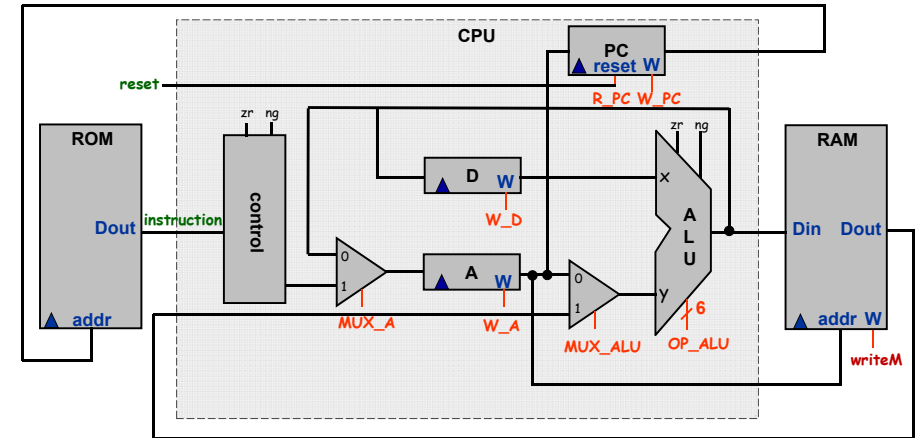 CPU
PC
reset W
reset
R_PC W_PC
zr ng
zr ng
ROM
RAM
control
D
W
x
W_D
Dout
instruction
ALU
Din Dout
0
1
A
W
0
1
y
MUX_A
W_A
MUX_ALU
6
OP_ALU
addr
addr W
writeM